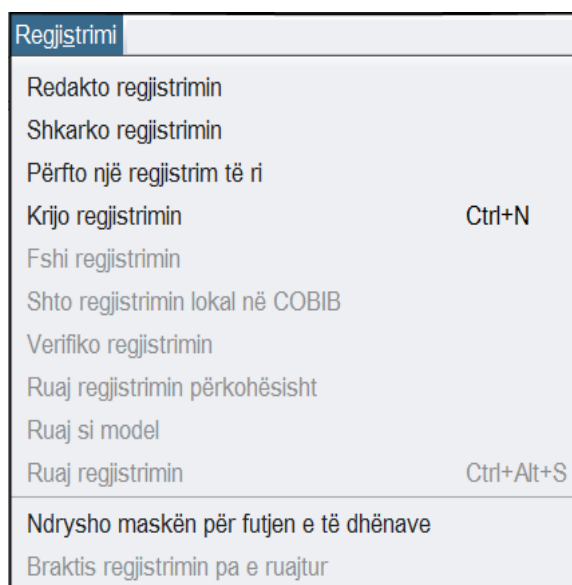 Regjistrimi
Redakto regjistrimin
Shkarko regjistrimin
Përfto një regjistrim të ri
Krijo regjistrimin Ctrl+N
Fshi regjistrimin
Shto regjistrimin lokal në COBIB
Verifiko regjistrimin
Ruaj regjistrimin përkohësisht
Ruaj si model
Ruaj regjistrimin Ctrl+Alt+S
Ndrysho maskën për futjen e të dhënave
Braktis regjistrimin pa e ruajtur